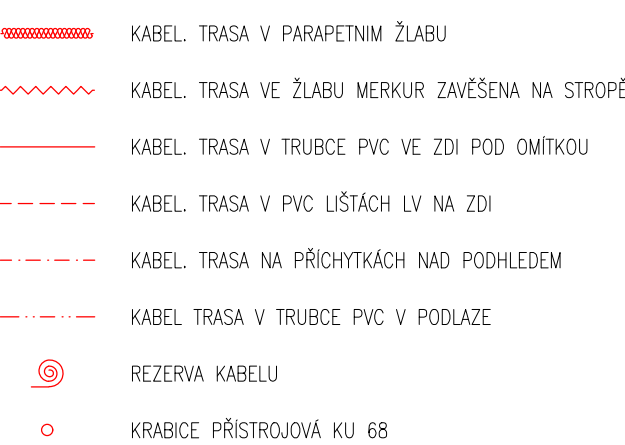 KABEL. TRASA V PARAPETNIM ŽLABU
KABEL. TRASA VE ŽLABU MERKUR ZAVĚŠENA NA STROPĚ
KABEL. TRASA V TRUBCE PVC VE ZDI POD OMÍTKOU
KABEL. TRASA V PVC LIŠTÁCH LV NA ZDI
KABEL. TRASA NA PŘÍCHYTKÁCH NAD PODHLEDEM
KABEL TRASA V TRUBCE PVC V PODLAZE
REZERVA KABELU
KRABICE PŘÍSTROJOVÁ KU 68